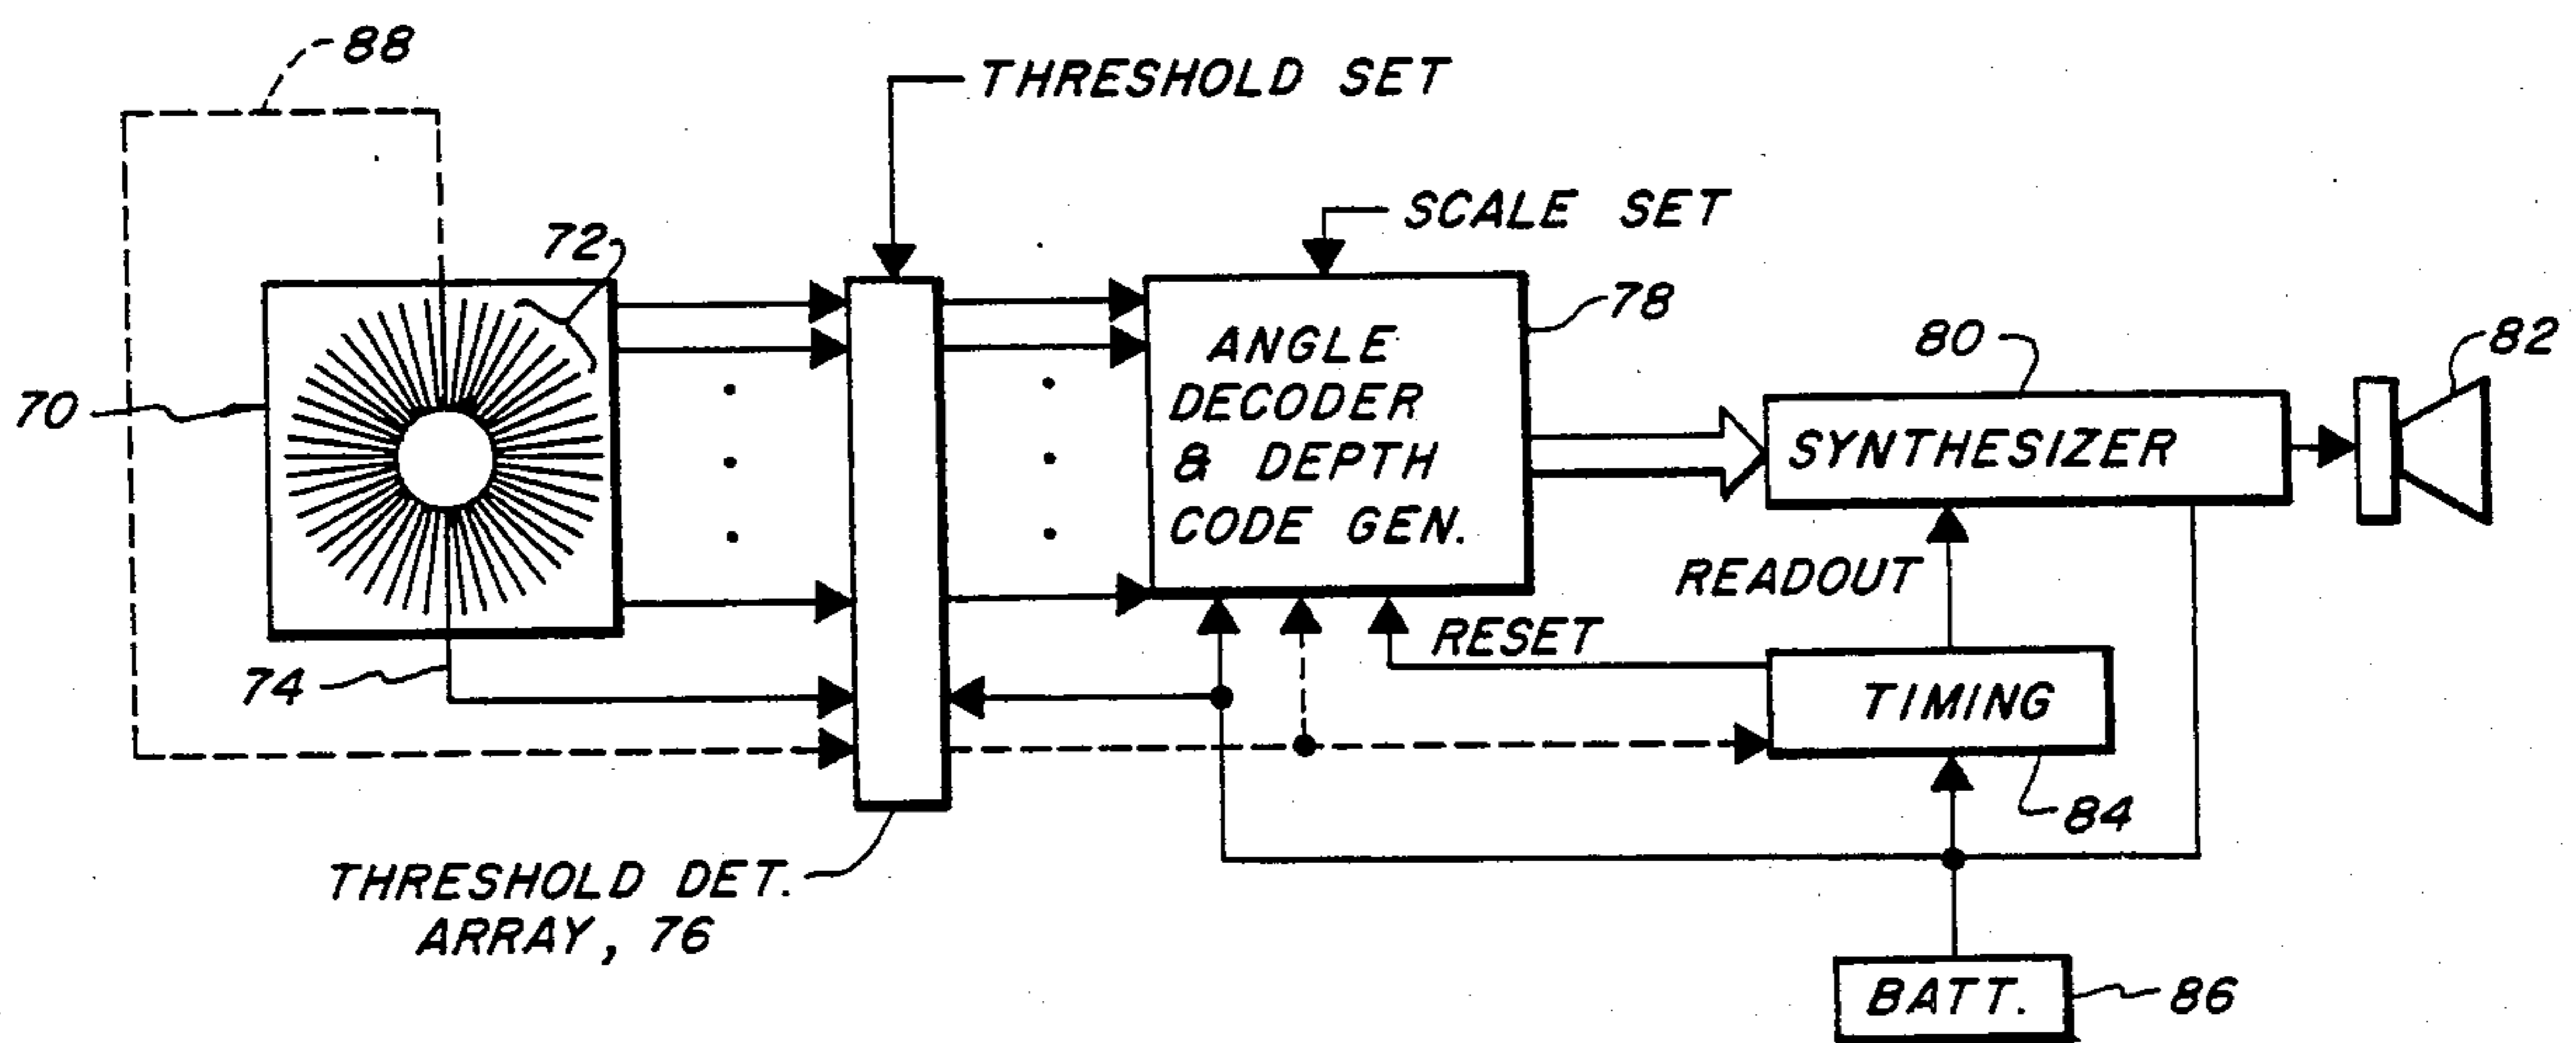 88
THRESHOLD SET
SCALE SET
72
78
ANGLE
DECODER
& DEPTH
CODE GEN.
80
82
70
SYNTHESIZER
READOUT
RESET
74
TIMING
84
THRESHOLD DET.
ARRAY, 76
BATT.
86